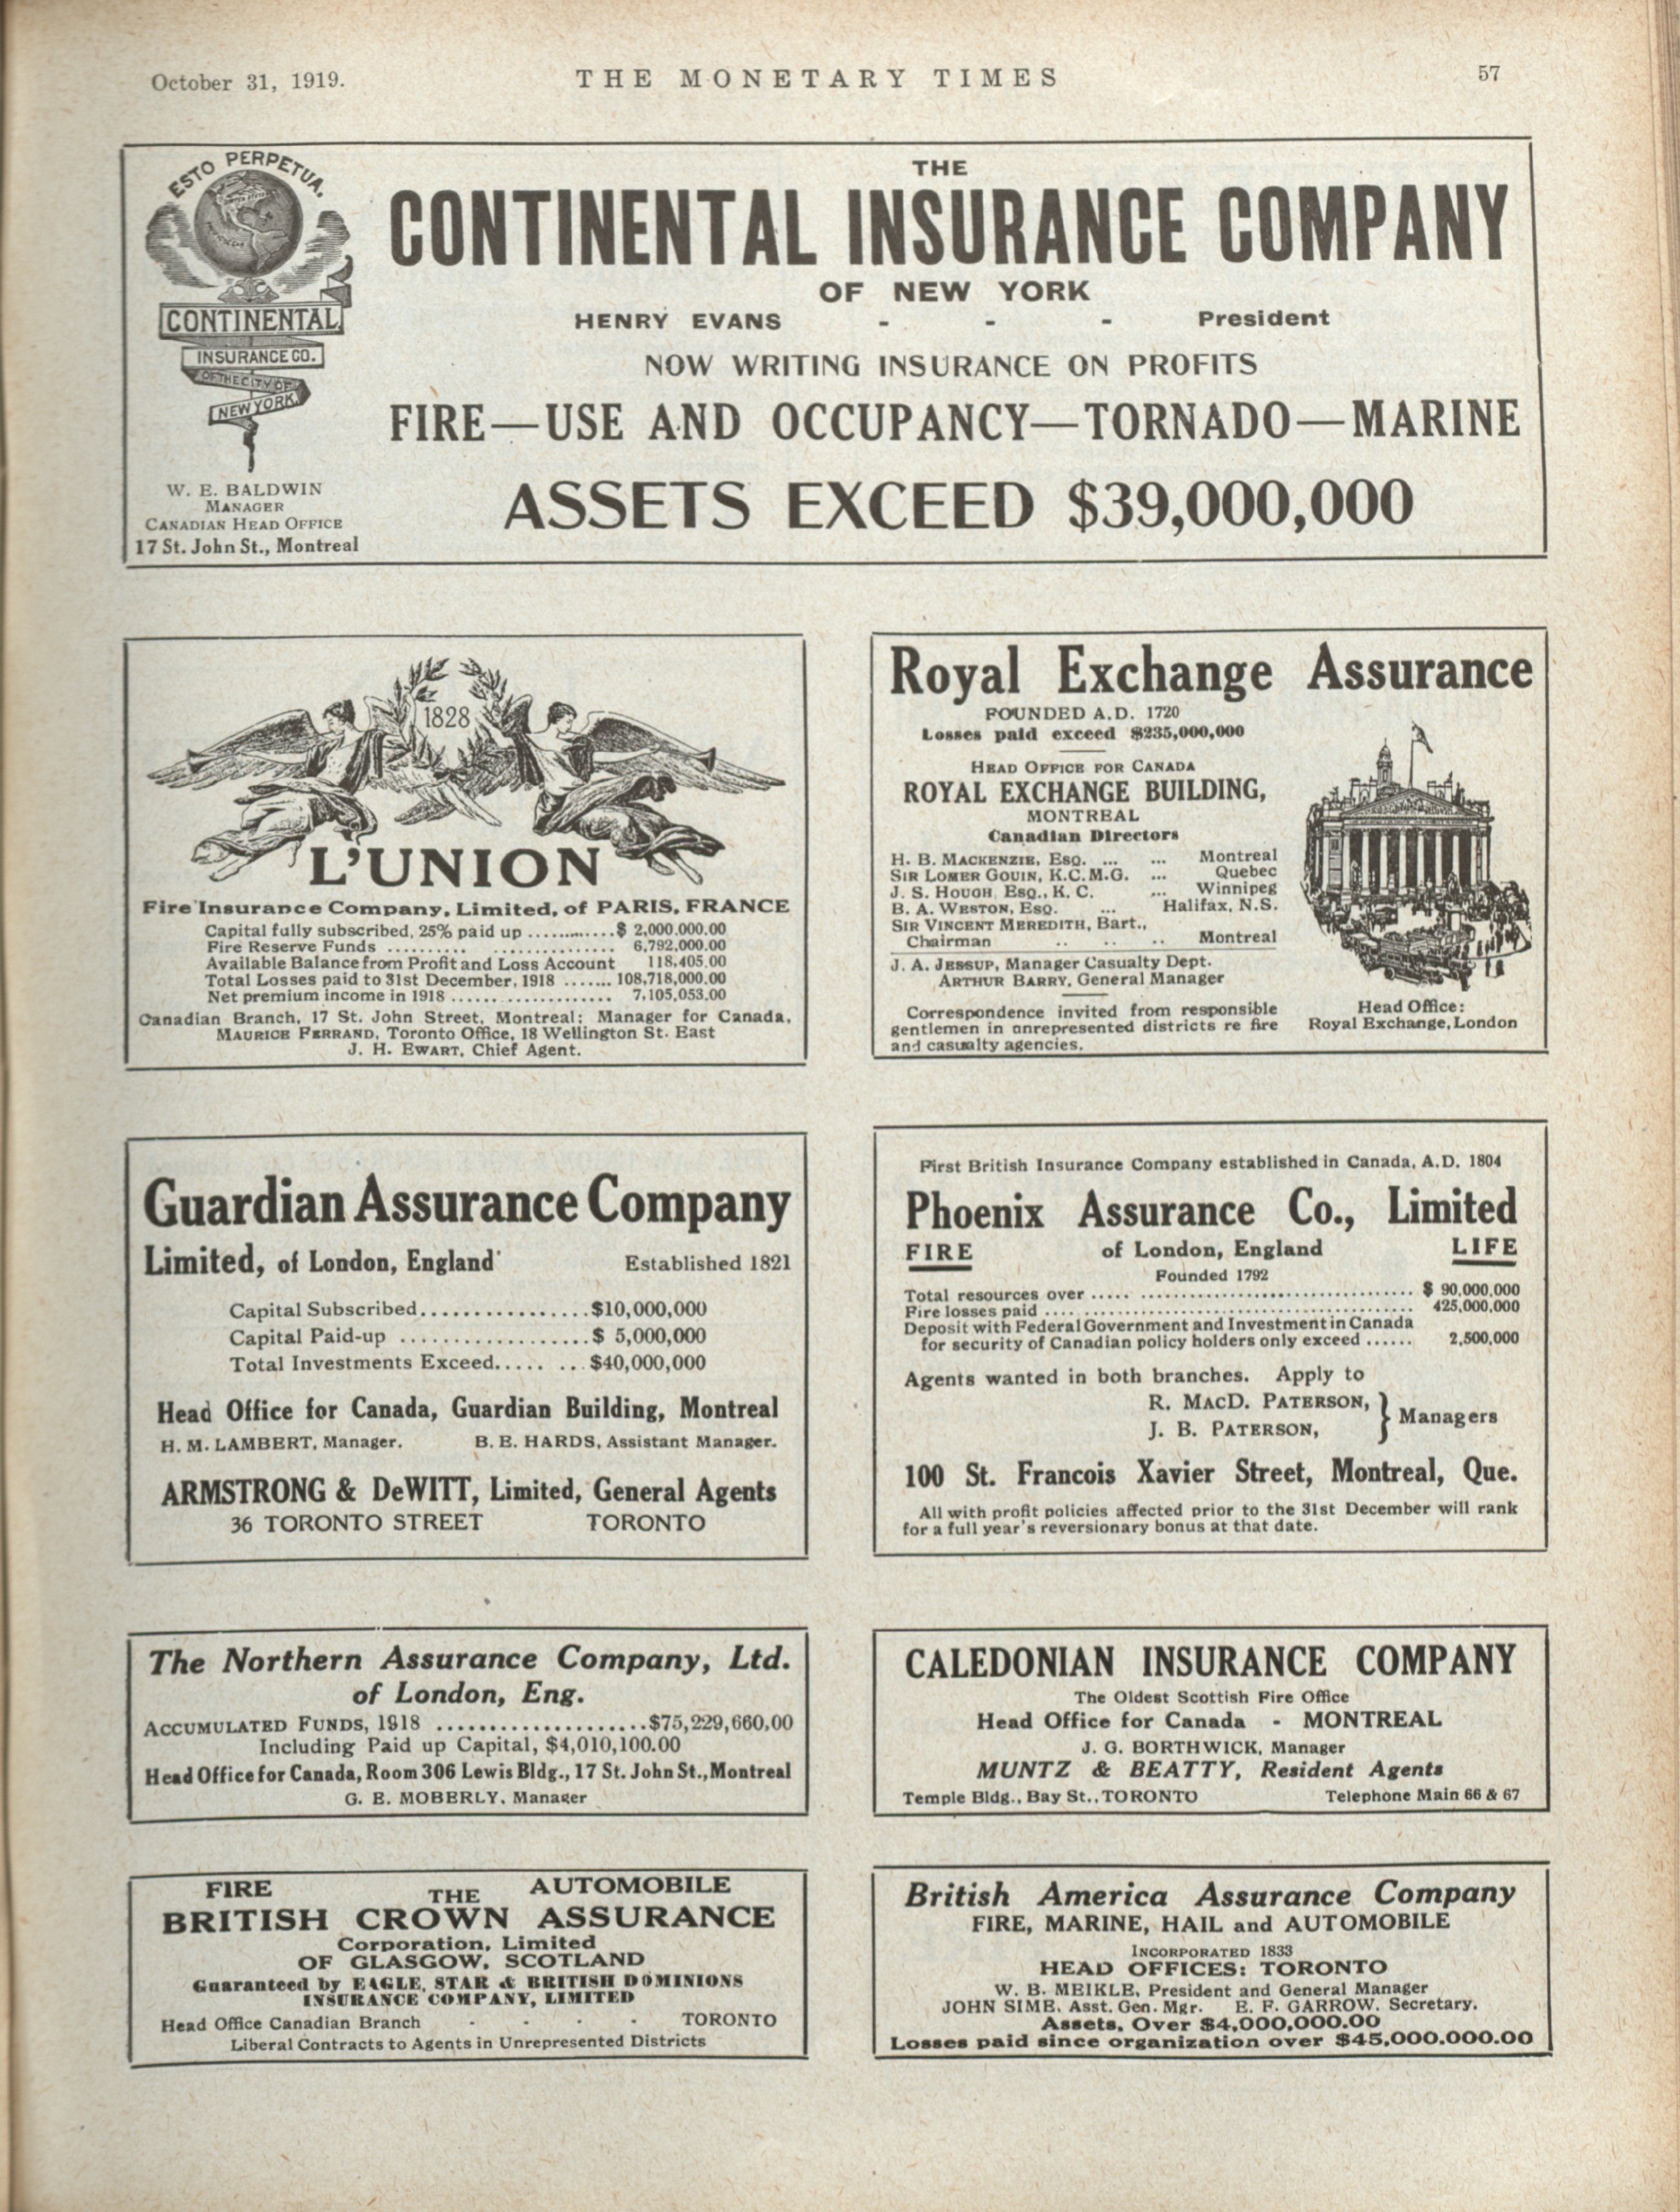 October 31, 1919.
THE MONETARY TIMES
57
ESTO PERPETUA.
CONTINENTAL
INSURANCE CO.
OF THE CITY OF
NEW YORK
W. E. BALDWIN
MANAGER
CANADIAN HEAD OFFICE
17 St. John St., Montreal
THE
CONTINENTAL INSURANCE COMPANY
OF NEW YORK
HENRY EVANS - - - President
NOW WRITING INSURANCE ON PROFITS
FIRE—USE AND OCCUPANCY—TORNADO—MARINE
ASSETS EXCEED $39,000,000
1828
L'UNION
Fire Insurance Company, Limited, of PARIS, FRANCE
Capital fully subscribed, 25% paid up ............$ 2,000.000.00
Fire Reserve Funds .......... ............... 6,792,000.00
Available Balance from Profit and Loss Account 118,405.00
Total Losses paid to 31st December, 1918 ....... 108,718,000.00
Net premium income in 1918 ...... .............. 7,105,053.00
Canadian Branch, 17 St. John Street, Montreal; Manager for Canada,
MAURICE FERRAND, Toronto Office, 18 Wellington St. East
J. H. EWART, Chief Agent.
Royal Exchange Assurance
FOUNDED A.D. 1720
Losses paid exceed $235,000,000
HEAD OFFICE FOR CANADA
ROYAL EXCHANGE BUILDING,
MONTREAL
Canadian Directors
H. B. MACKENZIE, ESQ. ... ... Montreal
SIR LOMER GOUIN, K.C.M.G. ... Quebec
J. S. HOUGH, ESQ., K. C. ... Winnipeg
B. A. WESTON, ESQ. ... Halifax, N.S.
SIR VINCENT MEREDITH, Bart.,
Chairman .. .. .. Montreal
J. A. JESSUP, Manager Casualty Dept.
ARTHUR BARRY, General Manager
Correspondence invited from responsible
gentlemen in unrepresented districts re fire
and casualty agencies.
Head Office:
Royal Exchange, London
Guardian Assurance Company
Limited, of London, England Established 1821
Capital Subscribed................$10,000,000
Capital Paid-up ..................$ 5,000,000
Total Investments Exceed..... ...$40,000,000
Head Office for Canada, Guardian Building, Montreal
H. M. LAMBERT, Manager. B. E. HARDS, Assistant Manager.
ARMSTRONG & DeWITT, Limited, General Agents
36 TORONTO STREET TORONTO
First British Insurance Company established in Canada, A.D. 1804
Phoenix Assurance Co., Limited
FIRE of London, England LIFE
Founded 1792
Total resources over ..... .................................. $ 90,000,000
Fire losses paid .... ......................................... 425,000,000
Deposit with Federal Government and Investment in Canada
for security of Canadian policy holders only exceed ...... 2,500,000
Agents wanted in both branches. Apply to
R. MACD. PATERSON,
J. B. PATERSON,
} Managers
100 St. Francois Xavier Street, Montreal, Que.
All with profit policies affected prior to the 31st December will rank
for a full year's reversionary bonus at that date.
The Northern Assurance Company, Ltd.
of London, Eng.
ACCUMULATED FUNDS, 1918 ....................$75,229,660.00
Including Paid up Capital, $4,010,100.00
Head Office for Canada, Room 306 Lewis Bldg., 17 St. John St., Montreal
G. E. MOBERLY, Manager
CALEDONIAN INSURANCE COMPANY
The Oldest Scottish Fire Office
Head Office for Canada - MONTREAL
J. G. BORTHWICK, Manager
MUNTZ & BEATTY, Resident Agents
Temple Bldg., Bay St., TORONTO Telephone Main 66 & 67
FIRE THE AUTOMOBILE
BRITISH CROWN ASSURANCE
Corporation, Limited
OF GLASGOW, SCOTLAND
Guaranteed by EAGLE, STAR & BRITISH DOMINIONS
INSURANCE COMPANY, LIMITED
Head Office Canadian Branch - - - - TORONTO
Liberal Contracts to Agents in Unrepresented Districts
British America Assurance Company
FIRE, MARINE, HAIL and AUTOMOBILE
INCORPORATED 1833
HEAD OFFICES: TORONTO
W. B. MEIKLE, President and General Manager
JOHN SIME, Asst. Gen. Mgr. E. F. GARROW, Secretary.
Assets, Over $4,000,000.00
Losses paid since organization over $45,000,000.00